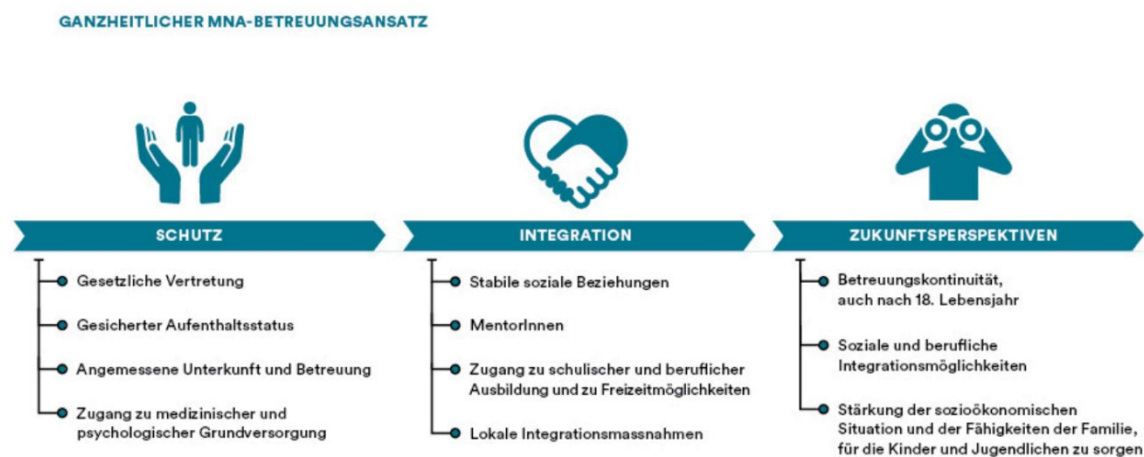 GANZHEITLICHER MNA-BETREUUNGSANSATZ
SCHUTZ
Gesetzliche Vertretung
Gesicherter Aufenthaltsstatus
Angemessene Unterkunft und Betreuung
Zugang zu medizinischer und
psychologischer Grundversorgung
INTEGRATION
Stabile soziale Beziehungen
MentorInnen
Zugang zu schulischer und beruflicher
Ausbildung und zu Freizeitmöglichkeiten
Lokale Integrationsmassnahmen
ZUKUNFTSPERSPEKTIVEN
Betreuungskontinuität,
auch nach 18. Lebensjahr
Soziale und berufliche
Integrationsmöglichkeiten
Stärkung der sozioökonomischen
Situation und der Fähigkeiten der Familie,
für die Kinder und Jugendlichen zu sorgen